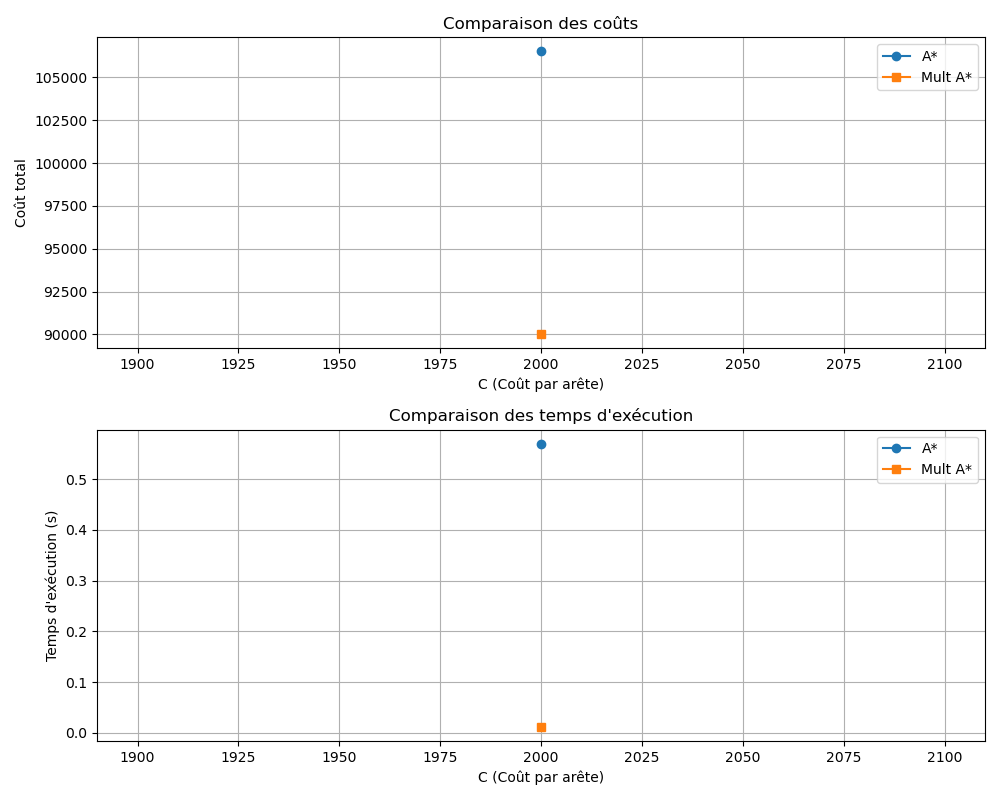 Comparaison des coûts
A*
Mult A*
105000
102500
100000
97500
95000
92500
90000
Coût total
1900 1925 1950 1975 2000 2025 2050 2075 2100
C (Coût par arête)
Comparaison des temps d'exécution
A*
Mult A*
0.5
0.4
0.3
0.2
0.1
0.0
Temps d'exécution (s)
1900 1925 1950 1975 2000 2025 2050 2075 2100
C (Coût par arête)